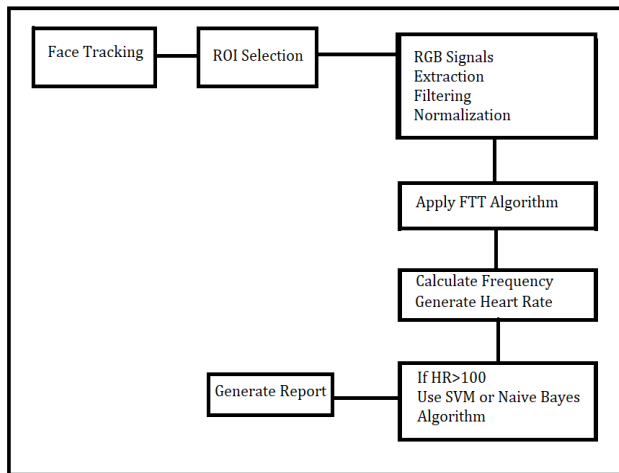 Face Tracking
ROI Selection
RGB Signals
Extraction
Filtering
Normalization
Apply FTT Algorithm
Calculate Frequency
Generate Heart Rate
If HR>100
Use SVM or Naive Bayes
Algorithm
Generate Report